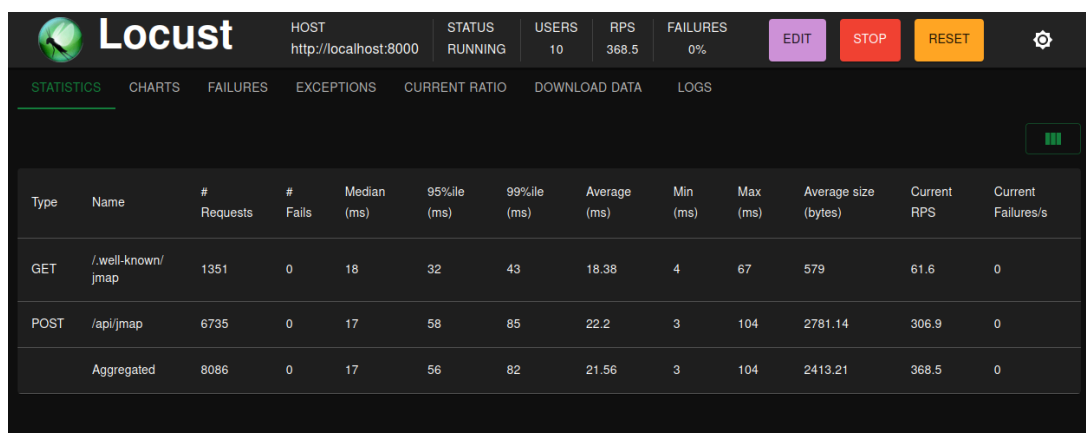 Locust
HOST
http://localhost:8000
STATUS
RUNNING
USERS
10
RPS
368.5
FAILURES
0%
EDIT
STOP
RESET
STATISTICS CHARTS FAILURES EXCEPTIONS CURRENT RATIO DOWNLOAD DATA LOGS
Type
Name
#
Requests
#
Fails
Median
(ms)
95%ile
(ms)
99%ile
(ms)
Average
(ms)
Min
(ms)
Max
(ms)
Average size
(bytes)
Current
RPS
Current
Failures/s
GET
/.well-known/
jmap
1351 0 18 32 43 18.38 4 67 579 61.6 0
POST /api/jmap 6735 0 17 58 85 22.2 3 104 2781.14 306.9 0
Aggregated 8086 0 17 56 82 21.56 3 104 2413.21 368.5 0